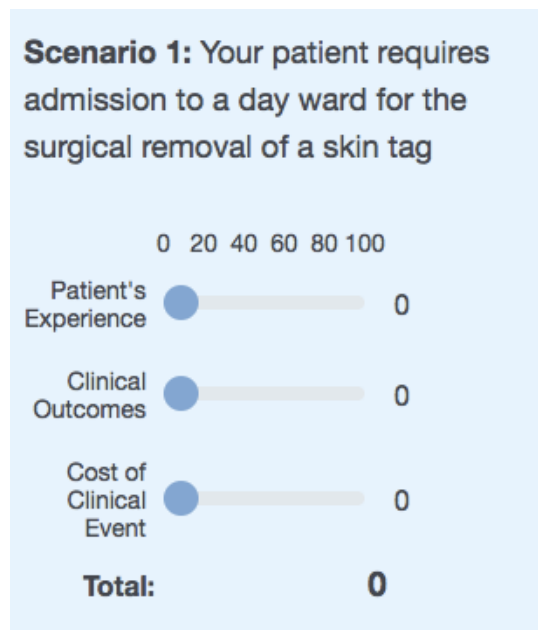 Scenario 1: Your patient requires
admission to a day ward for the
surgical removal of a skin tag
0 20 40 60 80 100
Patient's
Experience
0
Clinical
Outcomes
0
Cost of
Clinical
Event
0
Total: 0